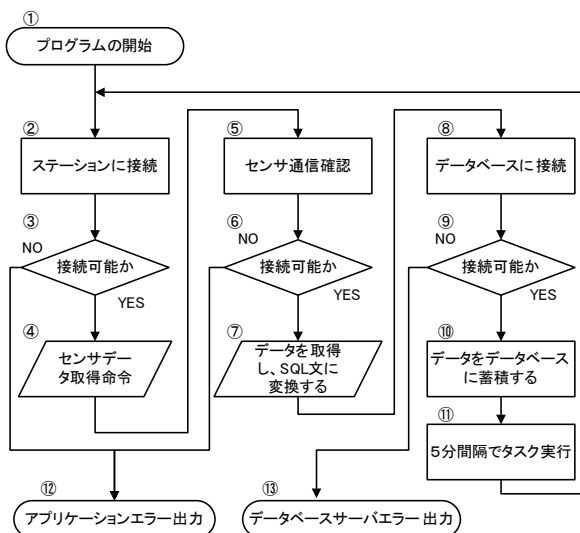 ①
プログラムの開始
②
ステーションに接続
③
NO
接続可能か
YES
④
センサデー
タ取得命令
⑤
センサ通信確認
⑥
NO
接続可能か
YES
⑦
データを取得
し、SQL文に
変換する
⑧
データベースに接続
⑨
NO
接続可能か
YES
⑩
データをデータベース
に蓄積する
⑪
5分間隔でタスク実行
⑫
アプリケーションエラー出力
⑬
データベースサーバエラー出力